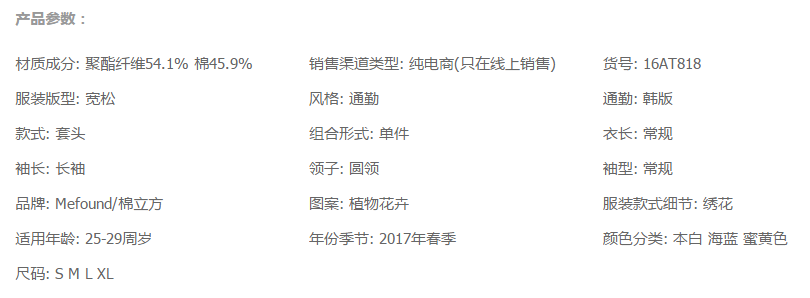 产品参数：
材质成分: 聚酯纤维54.1% 棉45.9% 销售渠道类型: 纯电商(只在线上销售) 货号: 16AT818
服装版型: 宽松 风格: 通勤 通勤: 韩版
款式: 套头 组合形式: 单件 衣长: 常规
袖长: 长袖 领子: 圆领 袖型: 常规
品牌: Mefound/棉立方 图案: 植物花卉 服装款式细节: 绣花
适用年龄: 25-29周岁 年份季节: 2017年春季 颜色分类: 本白 海蓝 蜜黄色
尺码: S M L XL